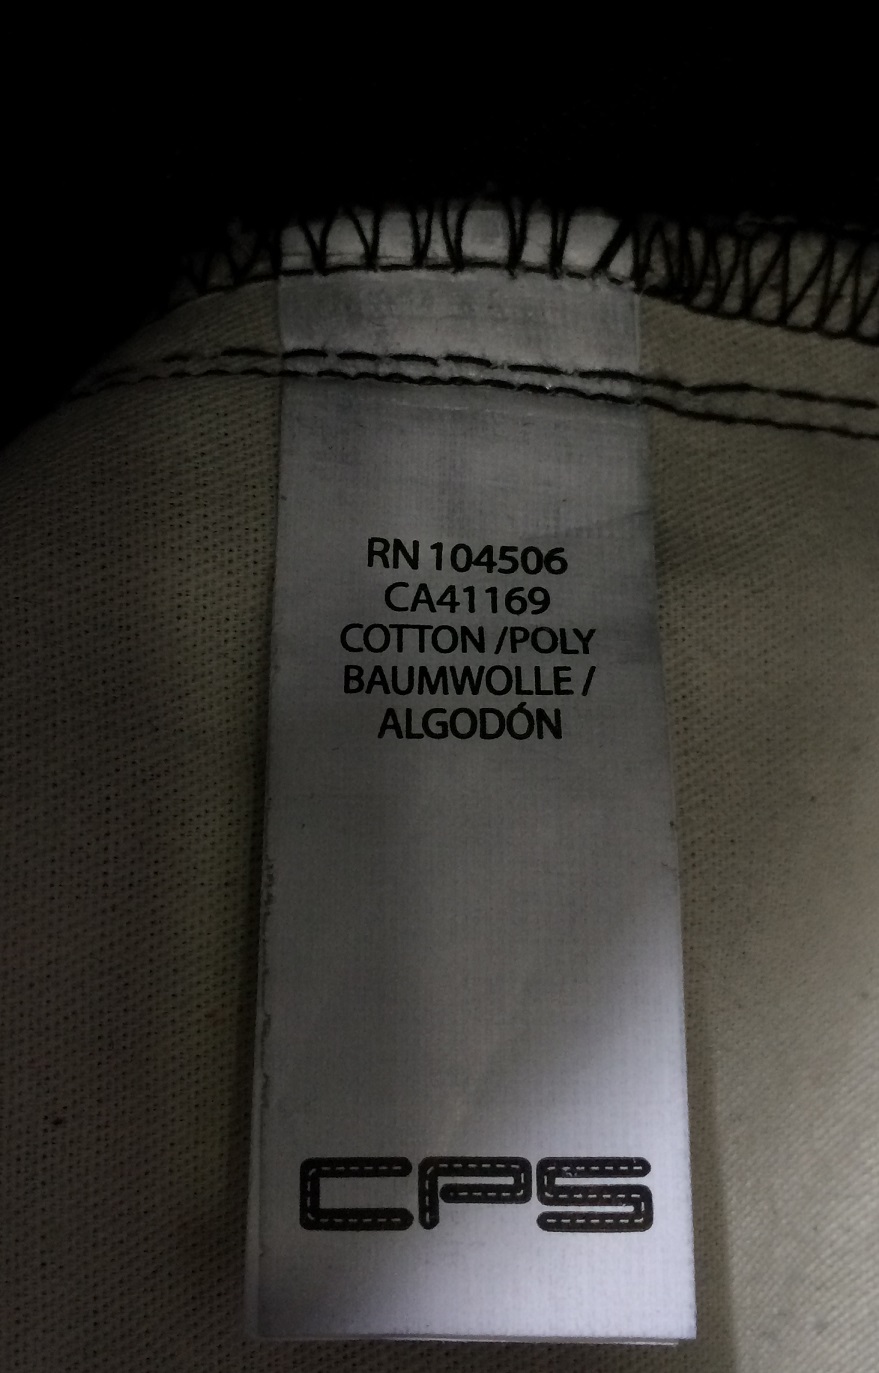 RN 104506
CA41169
COTTON / POLY
BAUMWOLLE /
ALGODÓN
CPS